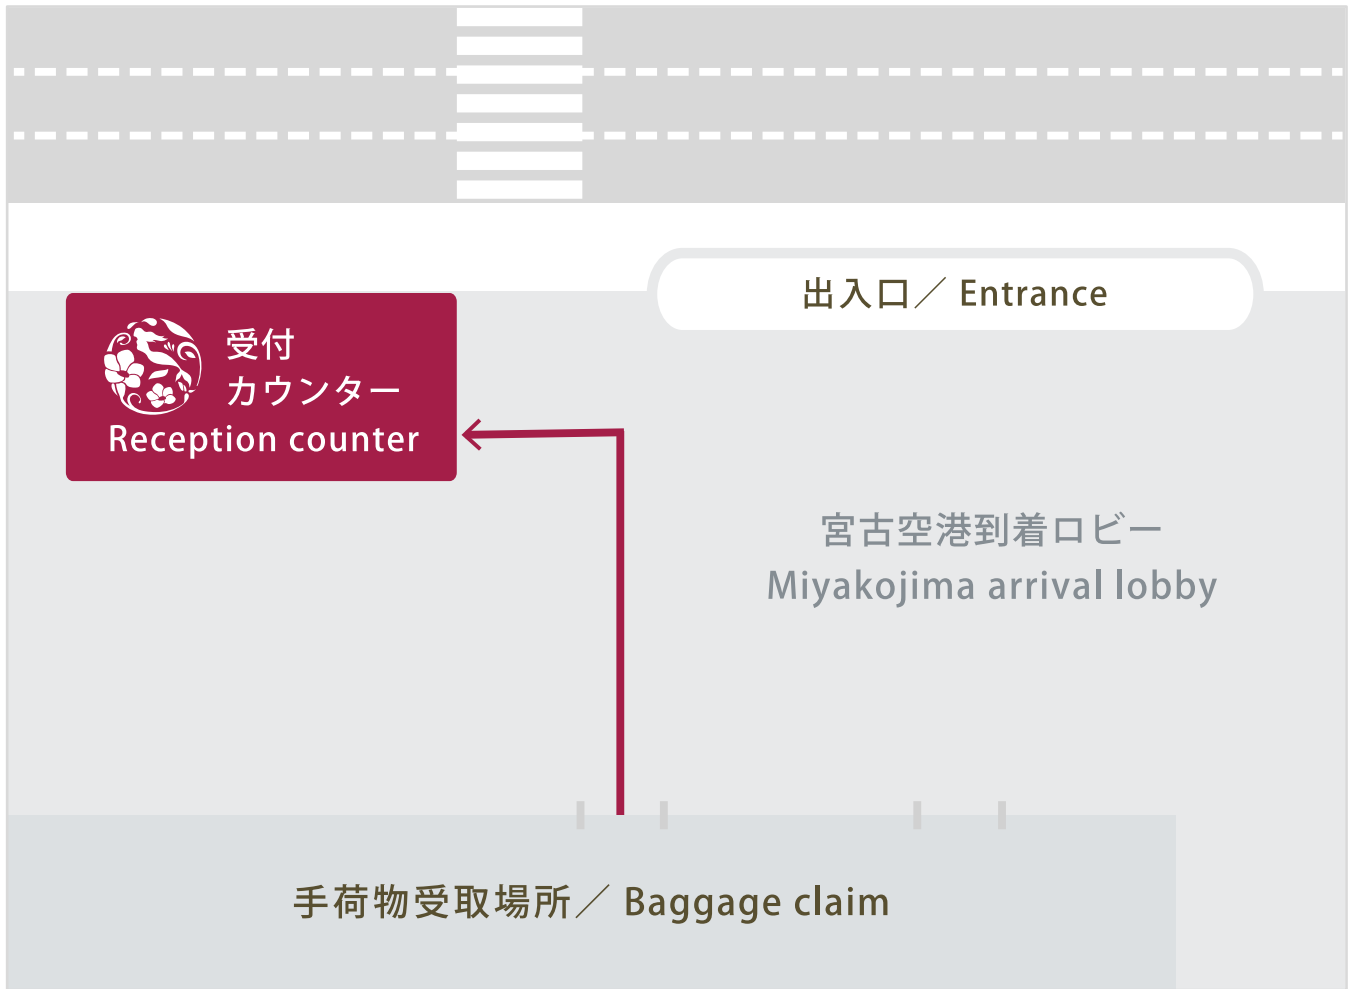 出入口／ Entrance
受付
カウンター
Reception counter
宮古空港到着ロビー
Miyakojima arrival lobby
手荷物受取場所／ Baggage claim